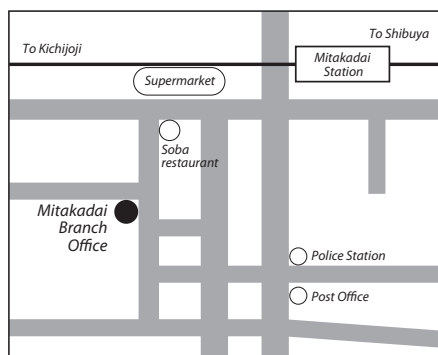 To Shibuya
To Kichijoji
Mitakadai
Station
Supermarket
Soba
restaurant
Mitakadai
Branch
Office
Police Station
Post Office